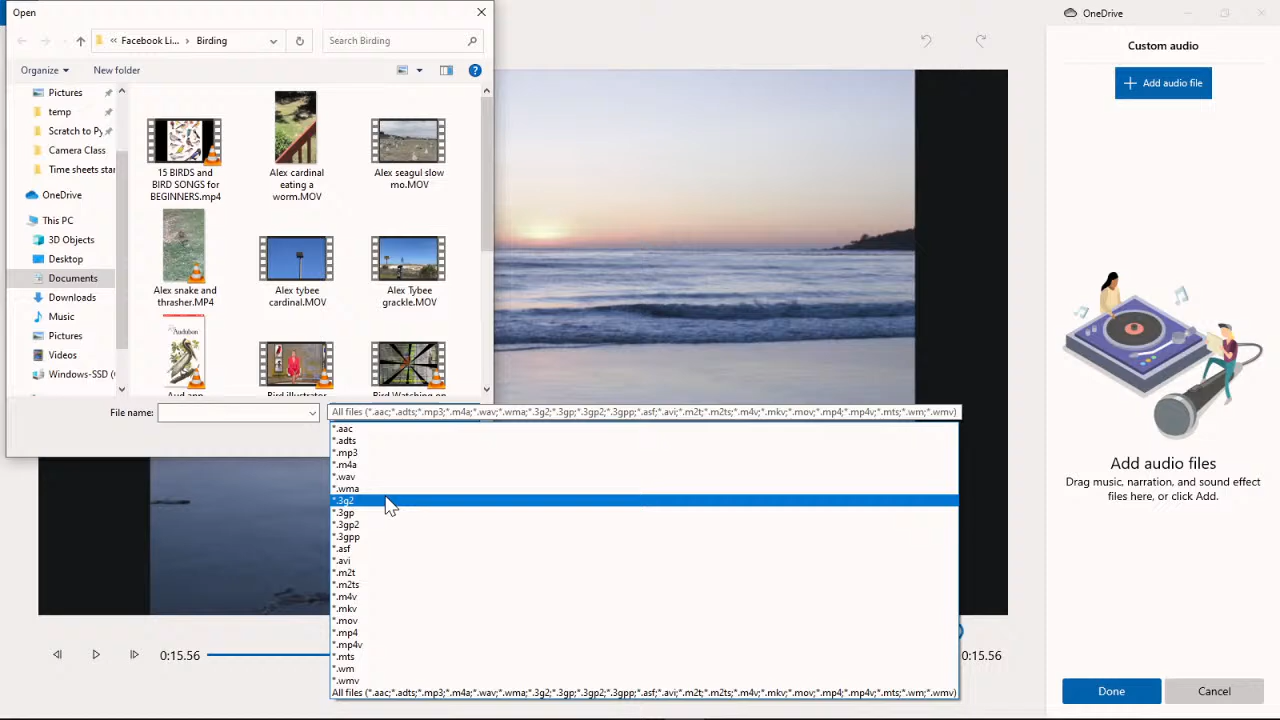 Open
« Facebook Li... › Birding
Search Birding
Organize
New folder
Pictures
temp
Scratch to Py
Camera Class
Time sheets star
OneDrive
This PC
3D Objects
Desktop
Documents
Downloads
Music
Pictures
Videos
Windows-SSD (
15 BIRDS and
BIRD SONGS for
BEGINNERS.mp4
Alex cardinal
eating a
worm.MOV
Alex seagul slow
mo.MOV
Alex snake and
thrasher.MP4
Alex tybee
cardinal.MOV
Alex Tybee
grackle.MOV
Audubon
Aud app
Bird illustrator
Bird Watching on
File name:
All files (*.aac;*.adts;*.mp3;*.m4a;*.wav;*.wma;*.3g2;*.3gp;*.3gp2;*.3gpp;*.asf;*.avi;*.m2t;*.m2ts;*.m4v;*.mkv;*.mov;*.mp4;*.mp4v;*.mts;*.wm;*.wmv)
*.aac
*.adts
*.mp3
*.m4a
*.wav
*.wma
*.3g2
*.3gp
*.3gp2
*.3gpp
*.asf
*.avi
*.m2t
*.m2ts
*.m4v
*.mkv
*.mov
*.mp4
*.mp4v
*.mts
*.wm
*.wmv
All files (*.aac;*.adts;*.mp3;*.m4a;*.wav;*.wma;*.3g2;*.3gp;*.3gp2;*.3gpp;*.asf;*.avi;*.m2t;*.m2ts;*.m4v;*.mkv;*.mov;*.mp4;*.mp4v;*.mts;*.wm;*.wmv)
0:15.56
0:15.56
OneDrive
Custom audio
+ Add audio file
Add audio files
Drag music, narration, and sound effect
files here, or click Add.
Done
Cancel